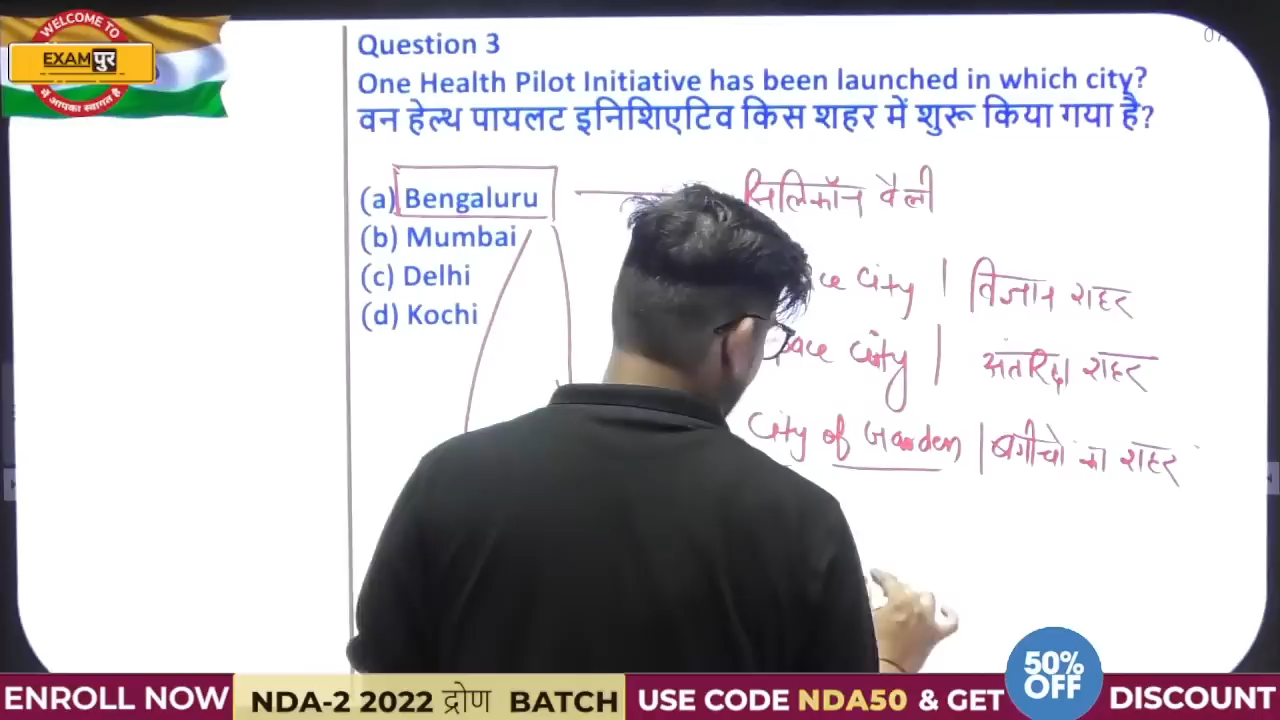 WELCOME TO
EXAMपुर
में आपका स्वागत है
Question 3
One Health Pilot Initiative has been launched in which city?
वन हेल्थ पायलट इनिशिएटिव किस शहर में शुरू किया गया है?
(a) Bengaluru
(b) Mumbai
(c) Delhi
(d) Kochi
सिलिकॉन वैली
City | विज्ञान शहर
City | अंतरिक्ष शहर
City of Garden | बगीचों का शहर
ENROLL NOW
NDA-2 2022 द्रोण BATCH
USE CODE NDA50 & GET
50% OFF
DISCOUNT